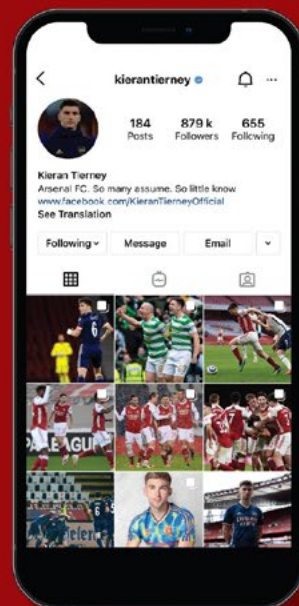 kierantierney
184 879 k 655
Posts Followers Following
Kieran Tierney
Arsenal FC. So many assume. So little know
www.facebook.com/KieranTierneyOfficial
See Translation
Following Message Email